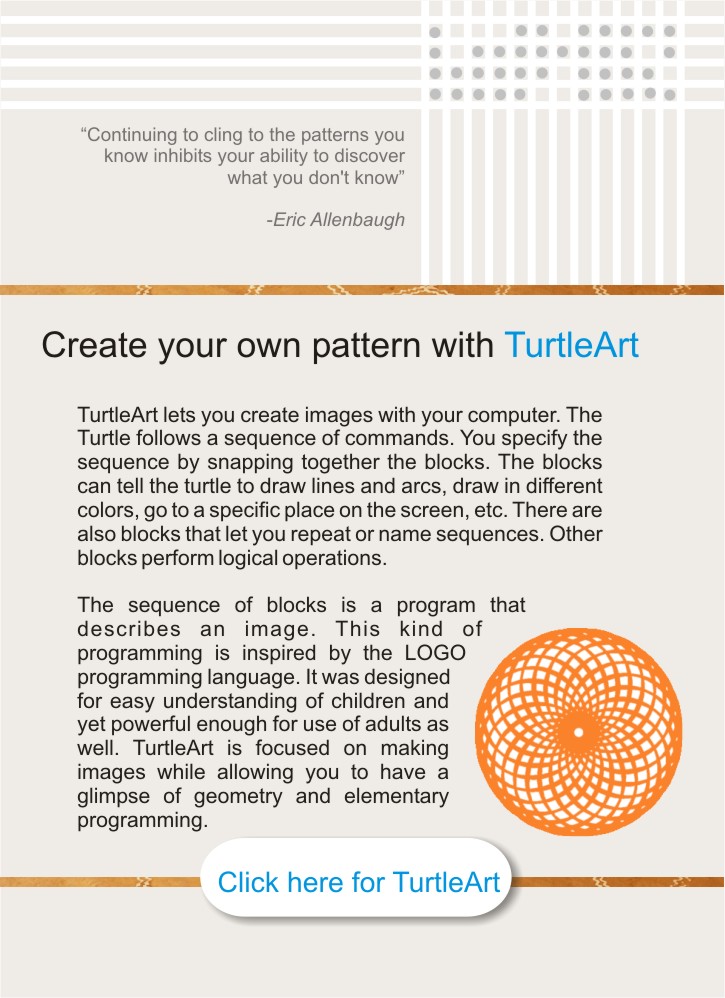 “Continuing to cling to the patterns you
know inhibits your ability to discover
what you don't know”
-Eric Allenbaugh
Create your own pattern with TurtleArt
TurtleArt lets you create images with your computer. The
Turtle follows a sequence of commands. You specify the
sequence by snapping together the blocks. The blocks
can tell the turtle to draw lines and arcs, draw in different
colors, go to a specific place on the screen, etc. There are
also blocks that let you repeat or name sequences. Other
blocks perform logical operations.
The sequence of blocks is a program that
describes an image. This kind of
programming is inspired by the LOGO
programming language. It was designed
for easy understanding of children and
yet powerful enough for use of adults as
well. TurtleArt is focused on making
images while allowing you to have a
glimpse of geometry and elementary
programming.
Click here for TurtleArt